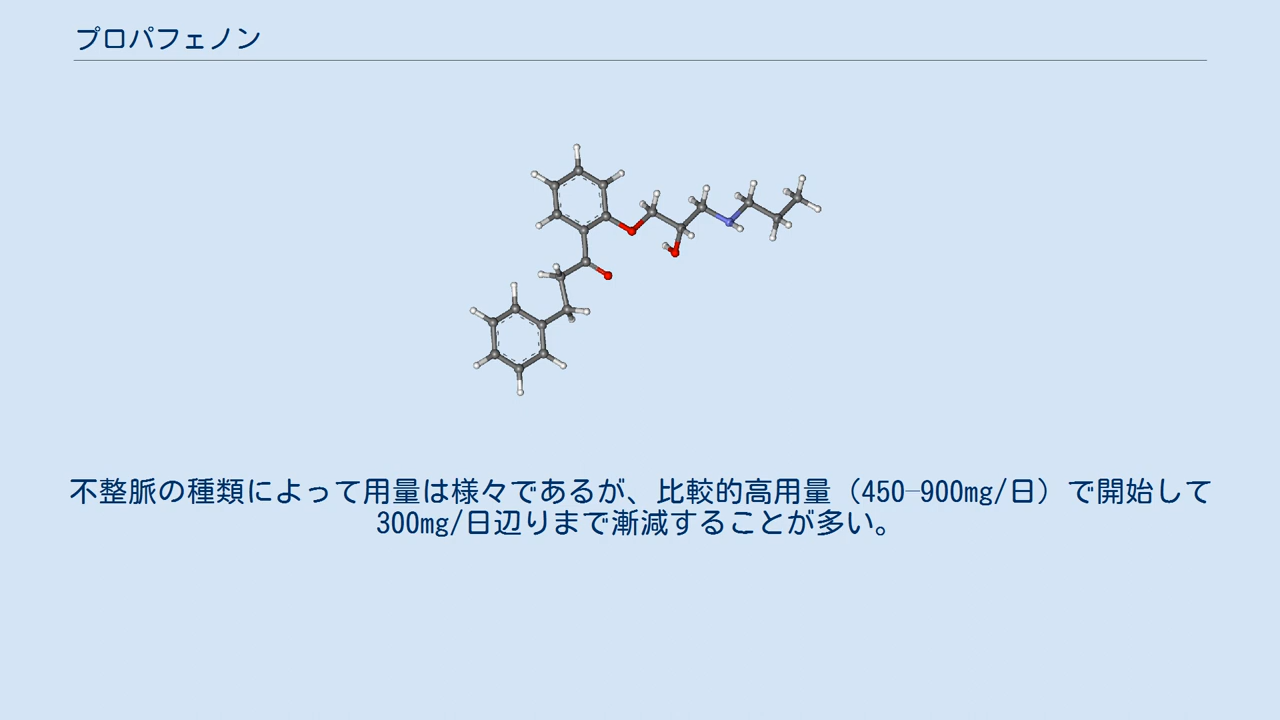 プロパフェノン
不整脈の種類によって用量は様々であるが、比較的高用量（450–900mg/日）で開始して
300mg/日辺りまで漸減することが多い。